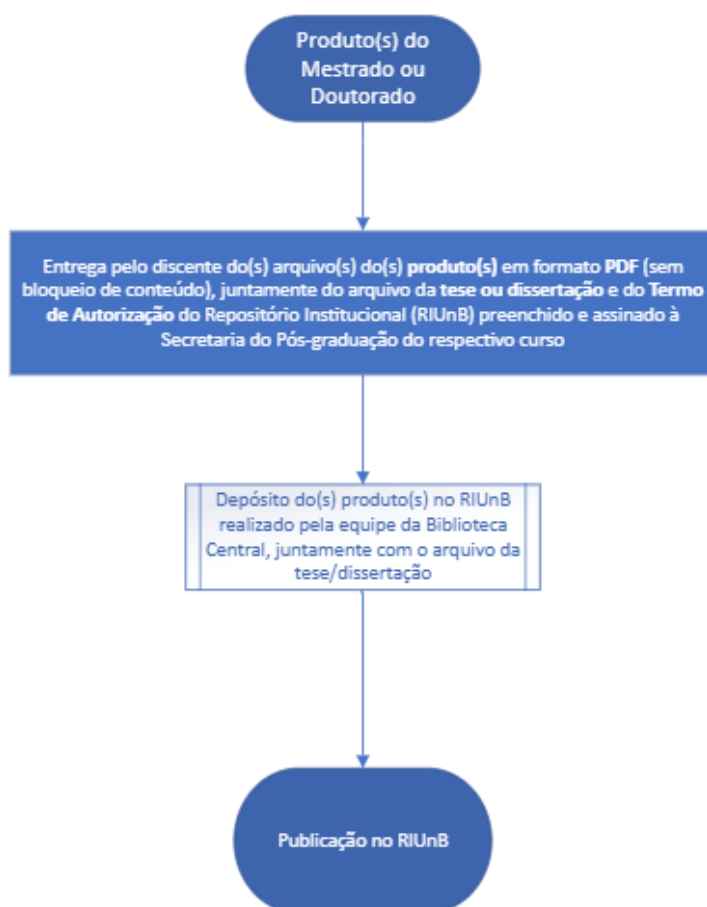 Produto(s) do
Mestrado ou
Doutorado
Entrega pelo discente do(s) arquivo(s) do(s) produto(s) em formato PDF (sem
bloqueio de conteúdo), juntamente do arquivo da tese ou dissertação e do Termo
de Autorização do Repositório Institucional (RIUnB) preenchido e assinado à
Secretaria do Pós-graduação do respectivo curso
Depósito do(s) produto(s) no RIUnB
realizado pela equipe da Biblioteca
Central, juntamente com o arquivo da
tese/dissertação
Publicação no RIUnB